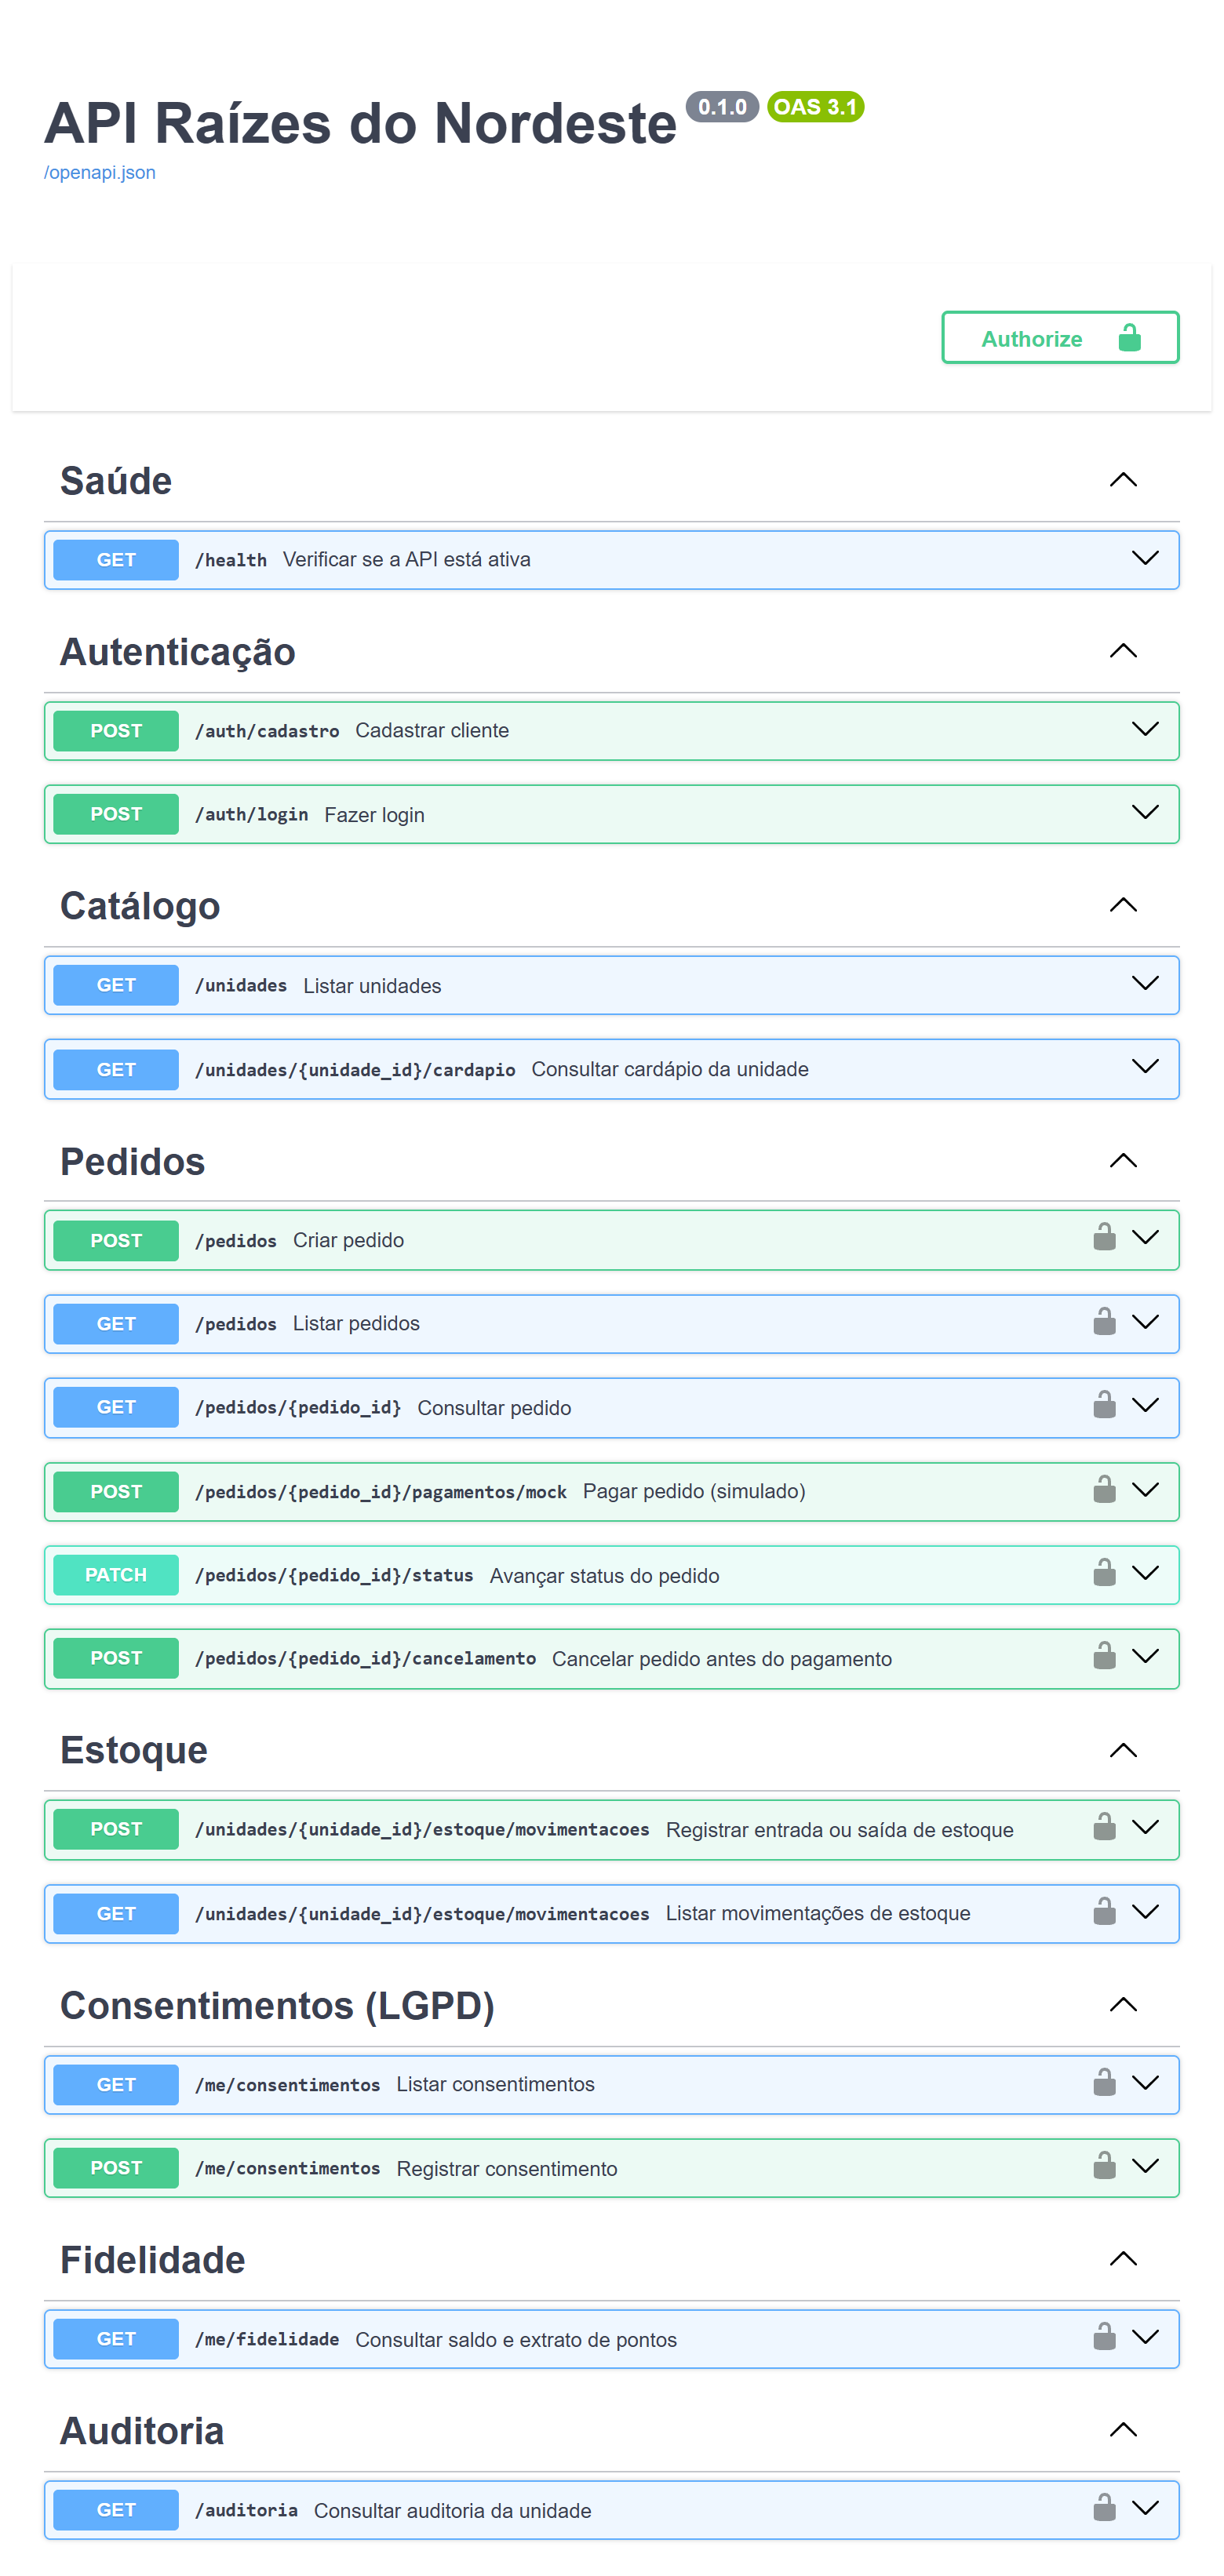 API Raízes do Nordeste 0.1.0 OAS 3.1
/openapi.json
Authorize
Saúde
GET /health Verificar se a API está ativa
Autenticação
POST /auth/cadastro Cadastrar cliente
POST /auth/login Fazer login
Catálogo
GET /unidades Listar unidades
GET /unidades/{unidade_id}/cardapio Consultar cardápio da unidade
Pedidos
POST /pedidos Criar pedido
GET /pedidos Listar pedidos
GET /pedidos/{pedido_id} Consultar pedido
POST /pedidos/{pedido_id}/pagamentos/mock Pagar pedido (simulado)
PATCH /pedidos/{pedido_id}/status Avançar status do pedido
POST /pedidos/{pedido_id}/cancelamento Cancelar pedido antes do pagamento
Estoque
POST /unidades/{unidade_id}/estoque/movimentacoes Registrar entrada ou saída de estoque
GET /unidades/{unidade_id}/estoque/movimentacoes Listar movimentações de estoque
Consentimentos (LGPD)
GET /me/consentimentos Listar consentimentos
POST /me/consentimentos Registrar consentimento
Fidelidade
GET /me/fidelidade Consultar saldo e extrato de pontos
Auditoria
GET /auditoria Consultar auditoria da unidade